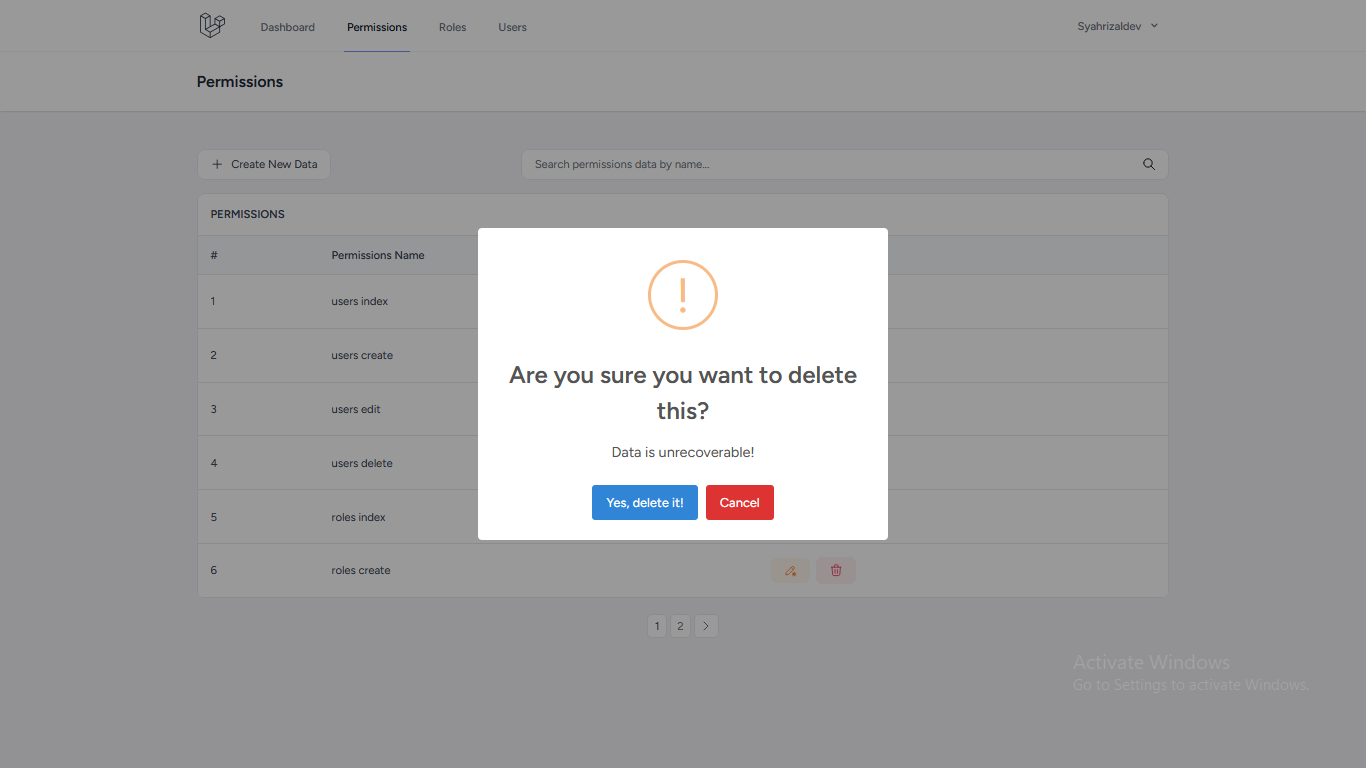 Dashboard
Permissions
Roles
Users
Syahrizaldev
Permissions
Create New Data
Search permissions data by name...
PERMISSIONS
#
Permissions Name
1
users index
2
users create
3
users edit
4
users delete
5
roles index
6
roles create
Are you sure you want to delete
this?
Data is unrecoverable!
Yes, delete it!
Cancel
1
2
Activate Windows
Go to Settings to activate Windows.